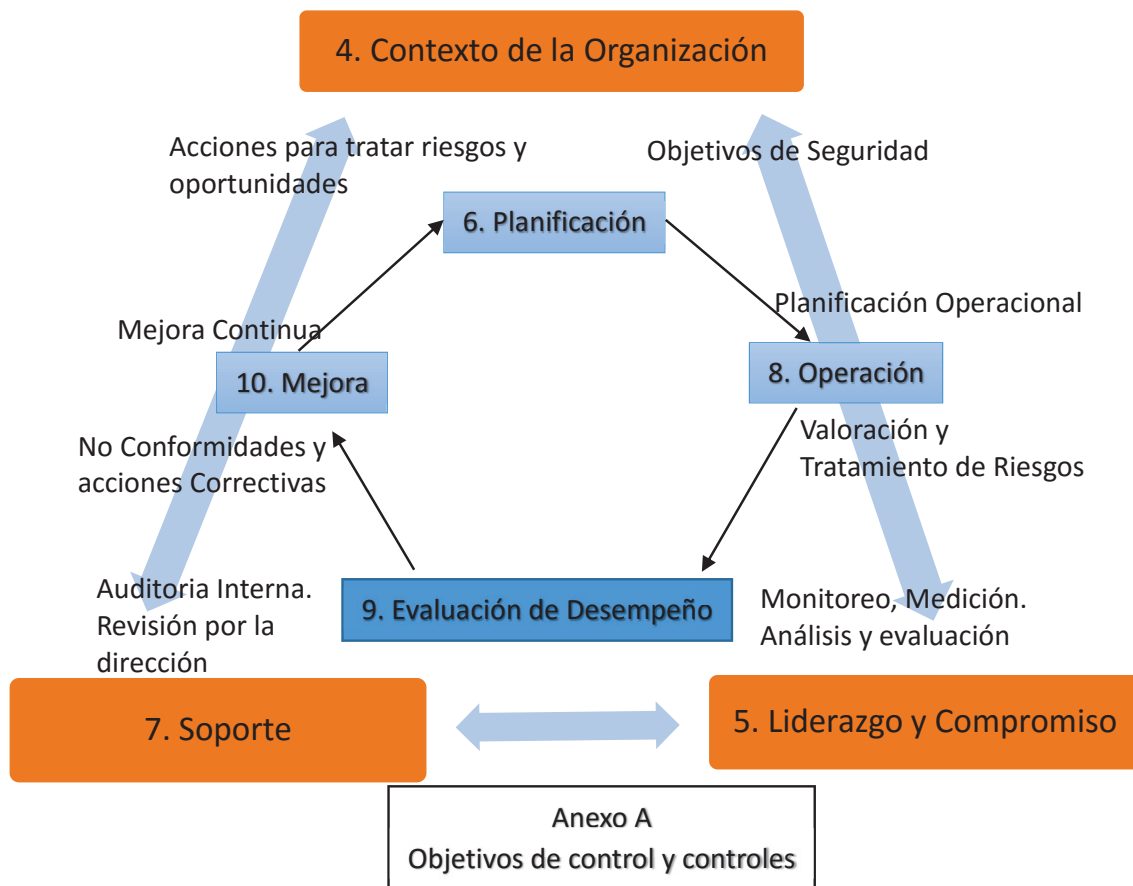 4. Contexto de la Organización
Acciones para tratar riesgos y
oportunidades
Objetivos de Seguridad
6. Planificación
Planificación Operacional
Mejora Continua
10. Mejora
8. Operación
Valoración y
Tratamiento de Riesgos
No Conformidades y
acciones Correctivas
Auditoria Interna.
Revisión por la
dirección
9. Evaluación de Desempeño
Monitoreo, Medición.
Análisis y evaluación
7. Soporte
5. Liderazgo y Compromiso
Anexo A
Objetivos de control y controles